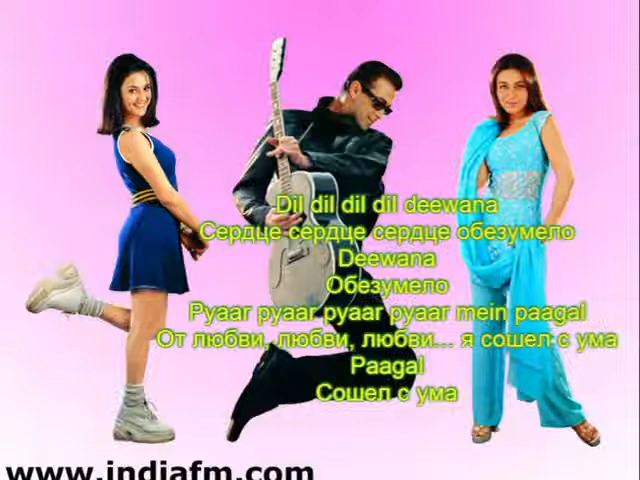 Dil dil dil dil deewana
Сердце сердце сердце обезумело
Deewana
Обезумело
Pyaar pyaar pyaar pyaar mein paagal
От любви, любви, любви... я сошел с ума
Paagal
Сошел с ума
www.indiafm.com